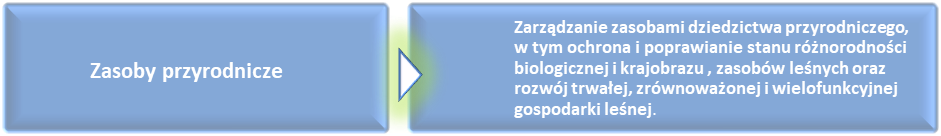 Zasoby przyrodnicze
Zarządzanie zasobami dziedzictwa przyrodniczego,
w tym ochrona i poprawianie stanu różnorodności
biologicznej i krajobrazu , zasobów leśnych oraz
rozwój trwałej, zrównoważonej i wielofunkcyjnej
gospodarki leśnej.